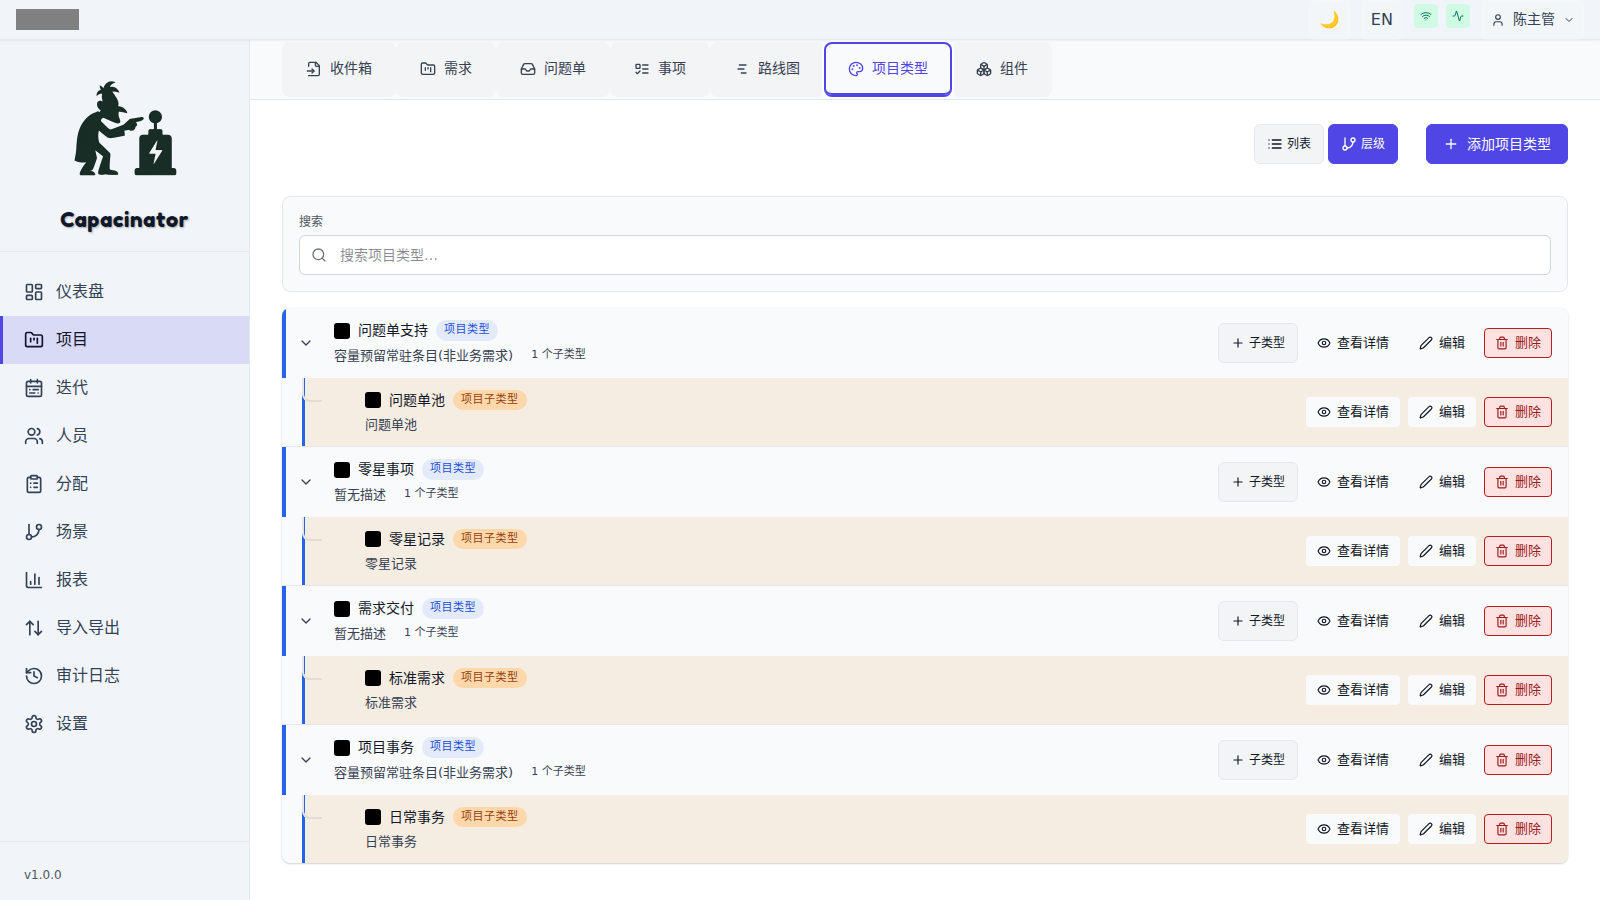 EN
陈主管
收件箱
需求
问题单
事项
路线图
项目类型
组件
Capacinator
仪表盘
项目
迭代
人员
分配
场景
报表
导入导出
审计日志
设置
v1.0.0
列表
层级
添加项目类型
搜索
搜索项目类型...
问题单支持 项目类型
容量预留常驻条目(非业务需求) 1 个子类型
子类型 查看详情 编辑 删除
问题单池 项目子类型
问题单池
查看详情 编辑 删除
零星事项 项目类型
暂无描述 1 个子类型
子类型 查看详情 编辑 删除
零星记录 项目子类型
零星记录
查看详情 编辑 删除
需求交付 项目类型
暂无描述 1 个子类型
子类型 查看详情 编辑 删除
标准需求 项目子类型
标准需求
查看详情 编辑 删除
项目事务 项目类型
容量预留常驻条目(非业务需求) 1 个子类型
子类型 查看详情 编辑 删除
日常事务 项目子类型
日常事务
查看详情 编辑 删除